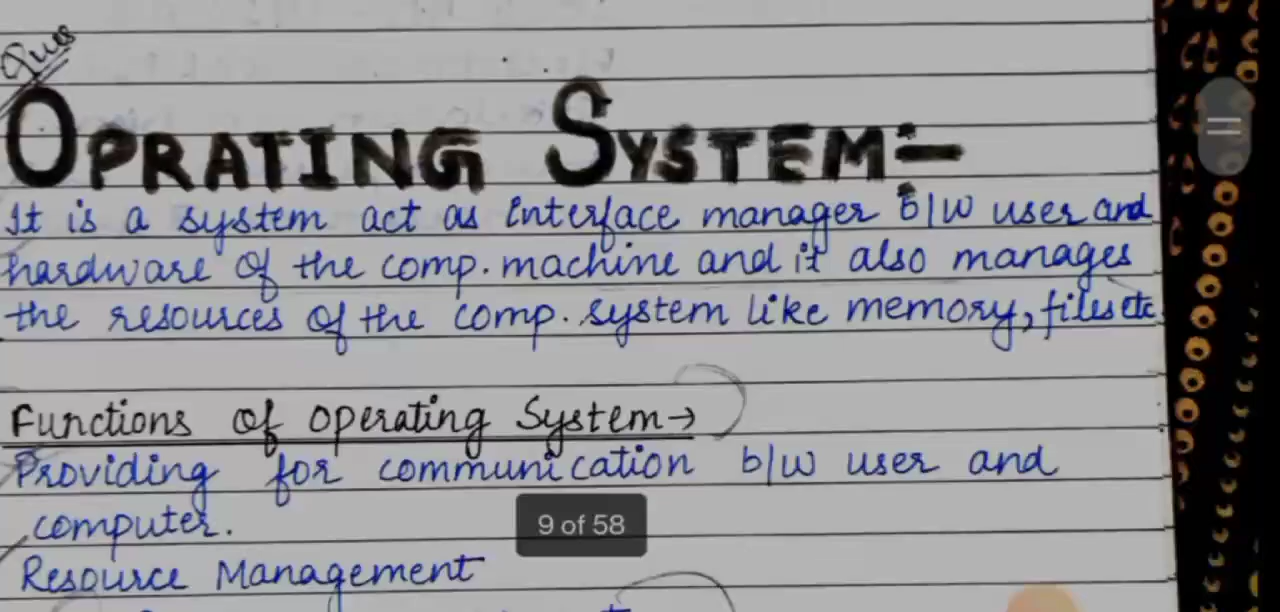 Ques
OPRATING SYSTEM:-
It is a system act as interface manager b/w user and
hardware of the comp. machine and it also manages
the resources of the comp. system like memory, files etc
Functions of operating System→
Providing for communication b/w user and
computer.
9 of 58
Resource Management